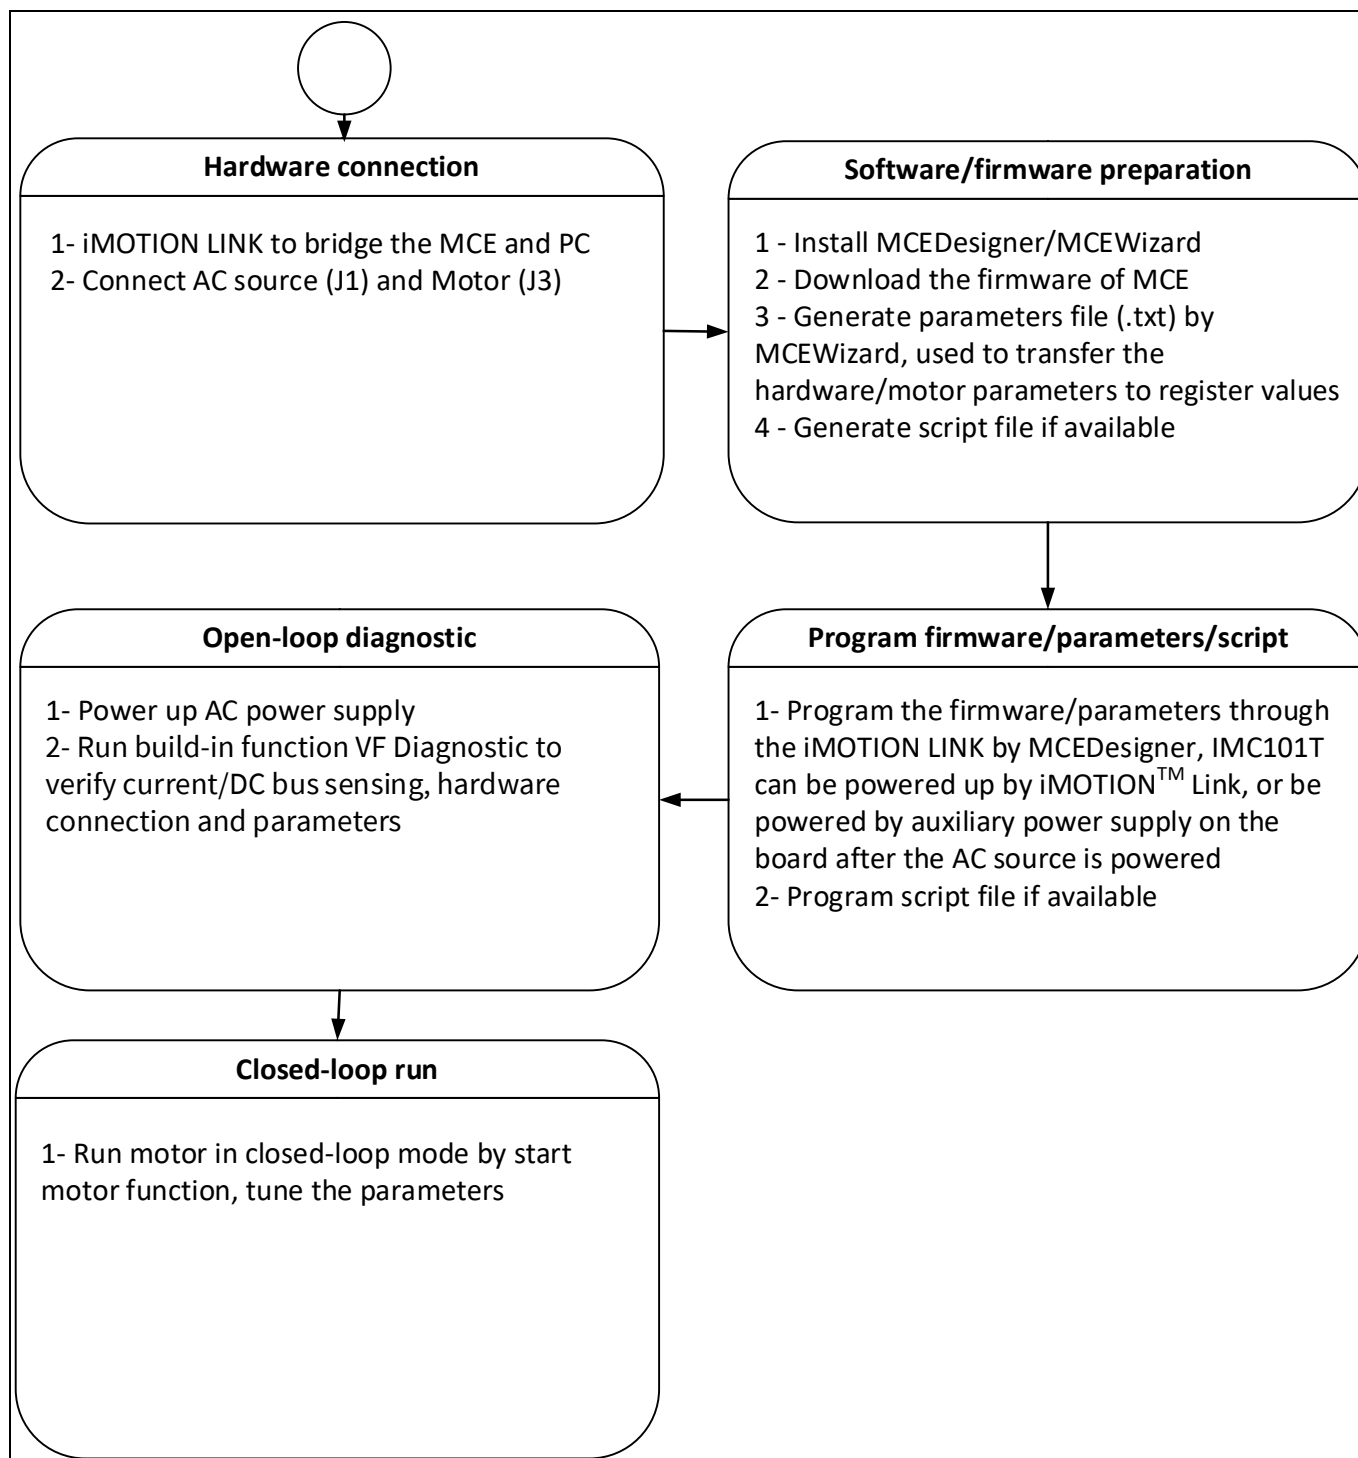 Hardware connection
1- iMOTION LINK to bridge the MCE and PC
2- Connect AC source (J1) and Motor (J3)
Software/firmware preparation
1 - Install MCEDesigner/MCEWizard
2 - Download the firmware of MCE
3 - Generate parameters file (.txt) by
MCEWizard, used to transfer the
hardware/motor parameters to register values
4 - Generate script file if available
Program firmware/parameters/script
1- Program the firmware/parameters through
the iMOTION LINK by MCEDesigner, IMC101T
can be powered up by iMOTION™ Link, or be
powered by auxiliary power supply on the
board after the AC source is powered
2- Program script file if available
Open-loop diagnostic
1- Power up AC power supply
2- Run build-in function VF Diagnostic to
verify current/DC bus sensing, hardware
connection and parameters
Closed-loop run
1- Run motor in closed-loop mode by start
motor function, tune the parameters